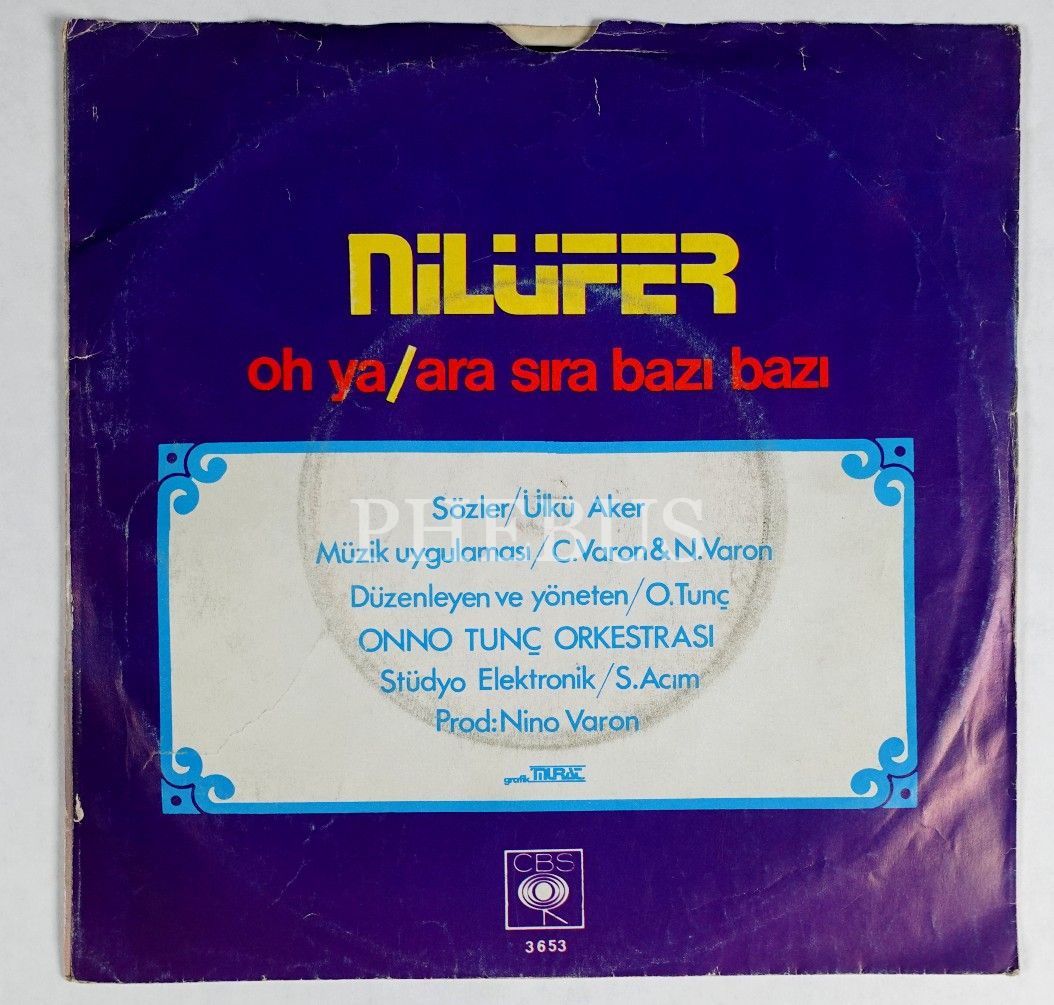 NiLÜFER
oh ya/ara sıra bazı bazı
Sözler/Ülkü Aker
PHEBUS
Müzik uygulaması/C.Varon&N.Varon
Düzenleyen ve yöneten/O.Tunç
ONNO TUNÇ ORKESTRASI
Stüdyo Elektronik/S.Acım
Prod:Nino Varon
grafik MURAT
CBS
3653